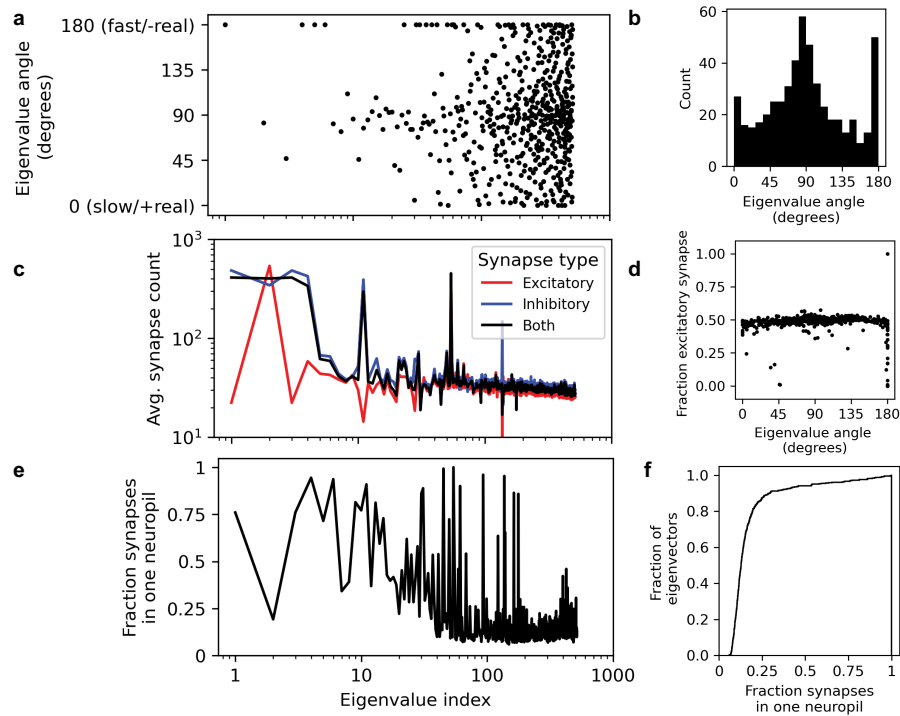 a
180 (fast/-real)
135
90
45
0 (slow/+real)
Eigenvalue angle
(degrees)
b
60
40
20
0
Count
0 45 90 135 180
Eigenvalue angle
(degrees)
c
10³
10²
10¹
Avg. synapse count
Synapse type
Excitatory
Inhibitory
Both
d
1.00
0.75
0.50
0.25
0.00
Fraction excitatory synapse
0 45 90 135 180
Eigenvalue angle
(degrees)
e
1
0.75
0.5
0.25
0
Fraction synapses
in one neuropil
1 10 100 1000
Eigenvalue index
f
1.0
0.8
0.6
0.4
0.2
0.0
Fraction of
eigenvectors
0 0.25 0.5 0.75 1
Fraction synapses
in one neuropil